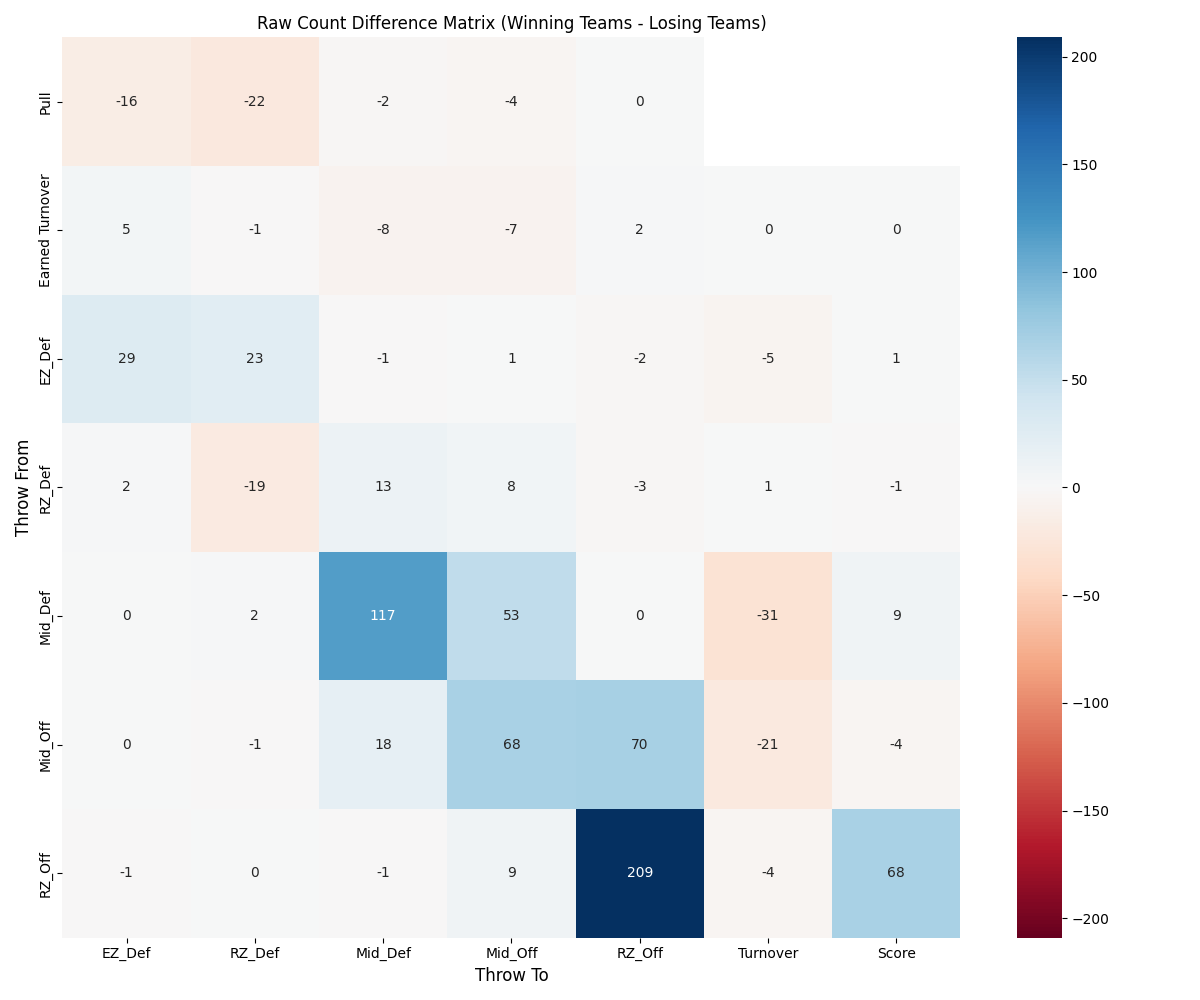 Raw Count Difference Matrix (Winning Teams - Losing Teams)
Throw From
Pull -16 -22 -2 -4 0
Earned Turnover 5 -1 -8 -7 2 0 0
EZ_Def 29 23 -1 1 -2 -5 1
RZ_Def 2 -19 13 8 -3 1 -1
Mid_Def 0 2 117 53 0 -31 9
Mid_Off 0 -1 18 68 70 -21 -4
RZ_Off -1 0 -1 9 209 -4 68
EZ_Def RZ_Def Mid_Def Mid_Off RZ_Off Turnover Score
Throw To
200
150
100
50
0
−50
−100
−150
−200